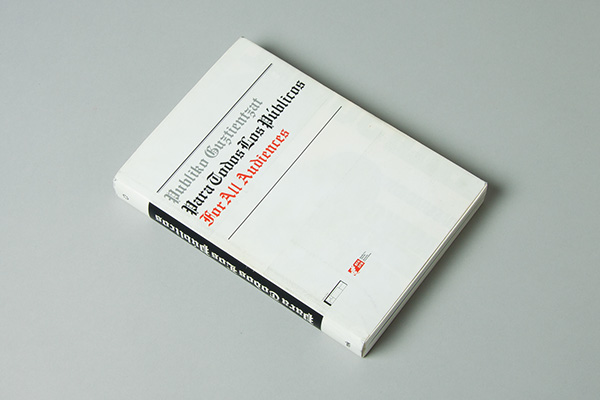 Publiko Guztientzat
Para Todos Los Públicos
For All Audiences
Para Todos Los Públicos